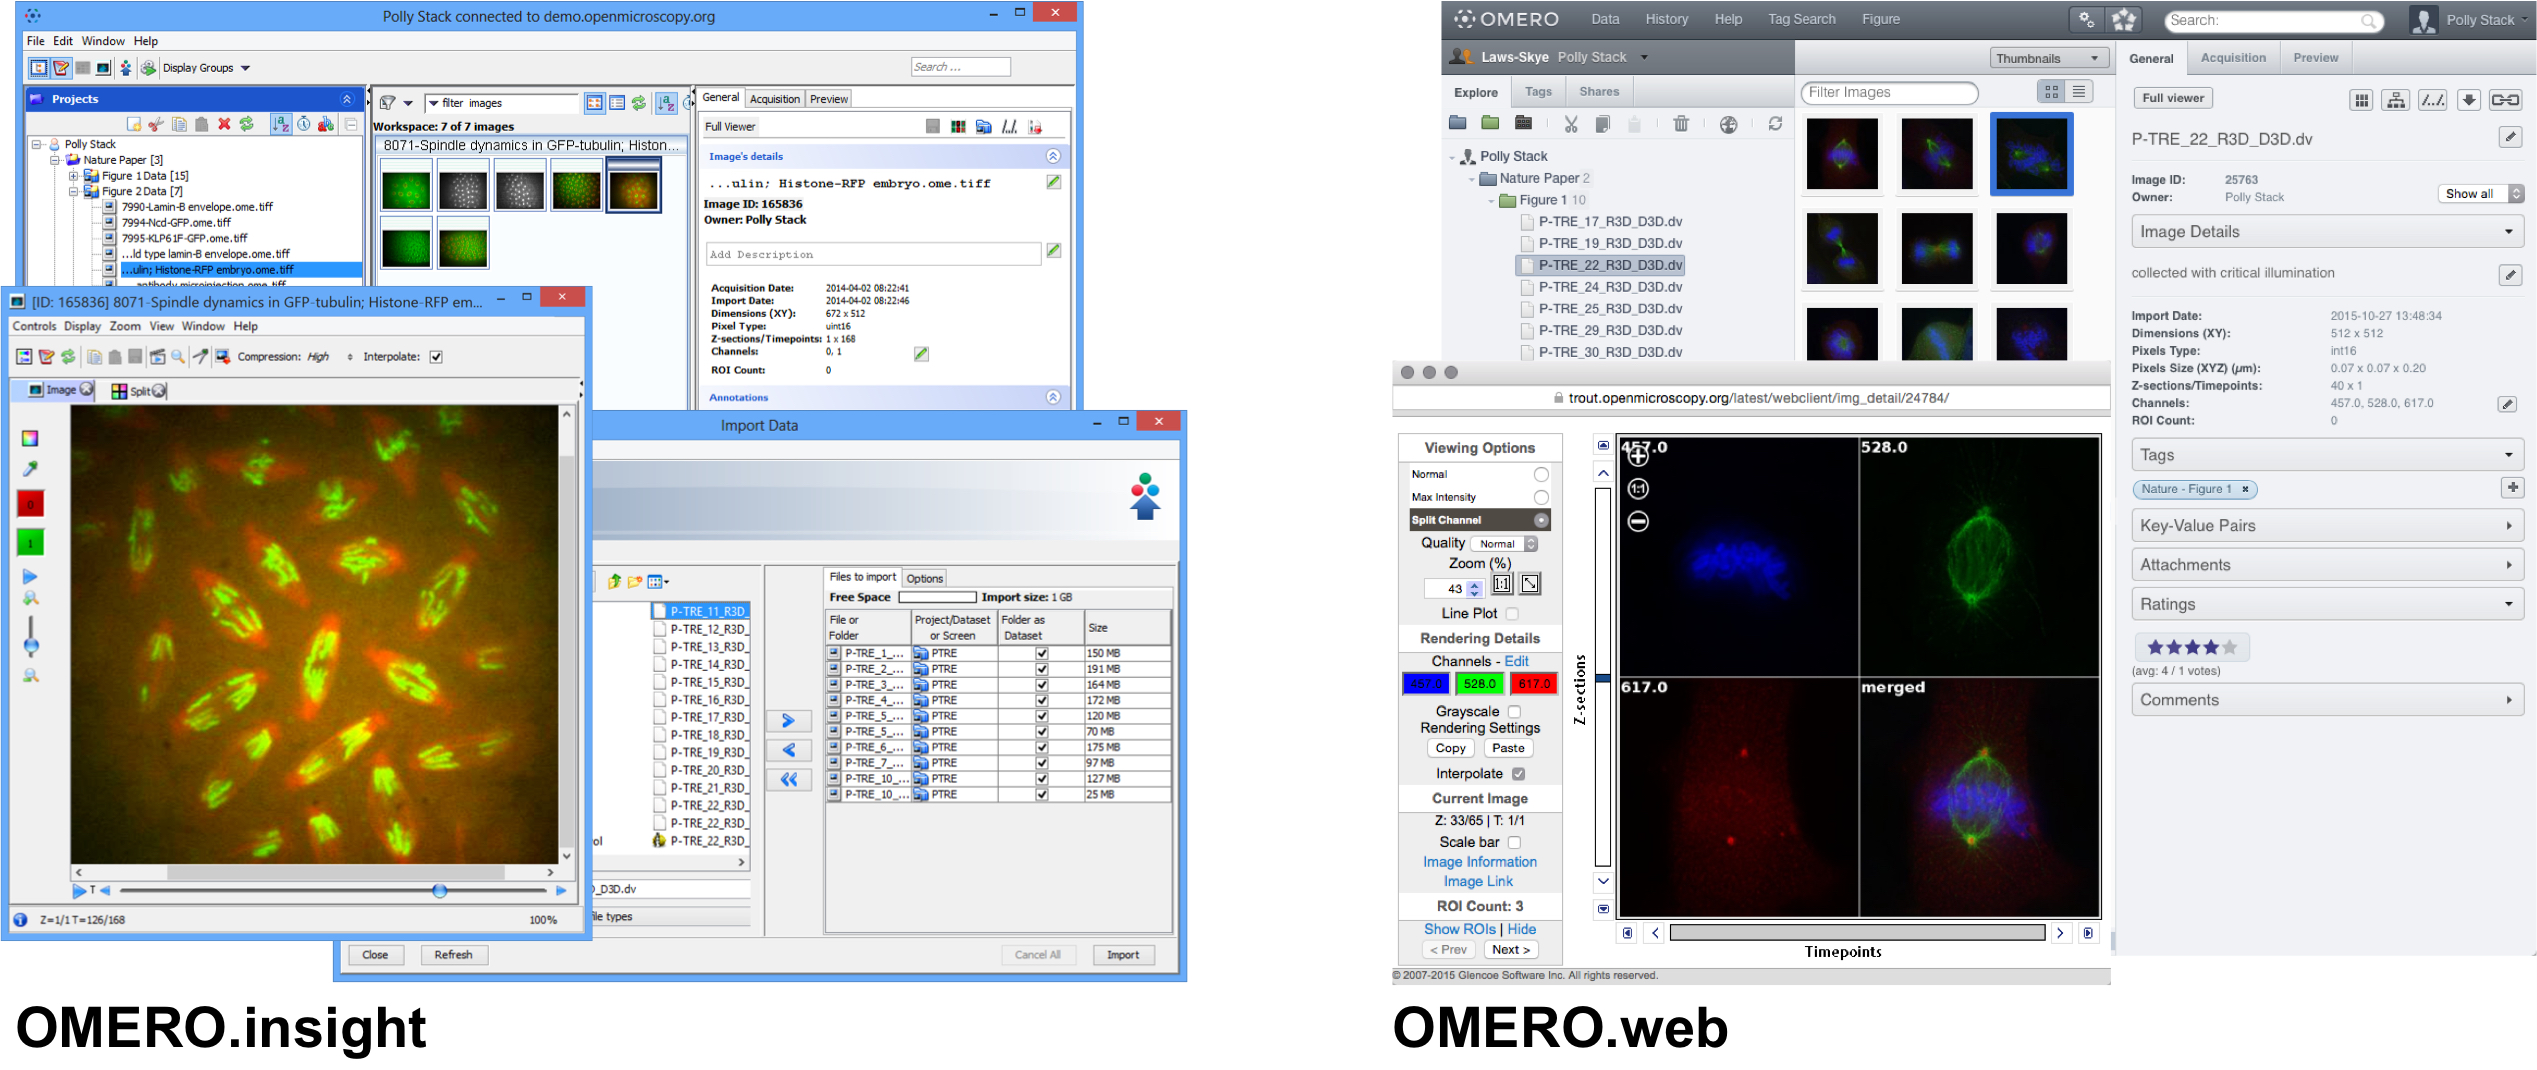 Polly Stack connected to demo.openmicroscopy.org
File Edit Window Help
Display Groups
Search ...
Projects
Polly Stack
Nature Paper [3]
Figure 1 Data [15]
Figure 2 Data [7]
7990-Lamin-B envelope.ome.tiff
7994-Ncd-GFP.ome.tiff
7995-KLP61F-GFP.ome.tiff
...ld type lamin-B envelope.ome.tiff
...ulin; Histone-RFP embryo.ome.tiff
filter images
Workspace: 7 of 7 images
8071-Spindle dynamics in GFP-tubulin; Histon...
General Acquisition Preview
Full Viewer
Image's details
...ulin; Histone-RFP embryo.ome.tiff
Image ID: 165836
Owner: Polly Stack
Add Description
Acquisition Date: 2014-04-02 08:22:41
Import Date: 2014-04-02 08:22:46
Dimensions (XY): 672 x 512
Pixel Type: uint16
Z-sections/Timepoints: 1 x 168
Channels: 0, 1
ROI Count: 0
Annotations
[ID: 165836] 8071-Spindle dynamics in GFP-tubulin; Histone-RFP em...
Controls Display Zoom View Window Help
Compression: High Interpolate:
Image Split
0
1
T
Z=1/1 T=126/168 100%
Import Data
P-TRE_11_R3D_
P-TRE_12_R3D_
P-TRE_13_R3D_
P-TRE_14_R3D_
P-TRE_15_R3D_
P-TRE_16_R3D_
P-TRE_17_R3D_
P-TRE_18_R3D_
P-TRE_19_R3D_
P-TRE_20_R3D_
P-TRE_21_R3D_
P-TRE_22_R3D_
P-TRE_22_R3D_
ol P-TRE_22_R3D_
_D3D.dv
file types
Files to import Options
Free Space Import size: 1 GB
File or Folder Project/Dataset or Screen Folder as Dataset Size
P-TRE_1_... PTRE 150 MB
P-TRE_2_... PTRE 191 MB
P-TRE_3_... PTRE 164 MB
P-TRE_4_... PTRE 172 MB
P-TRE_5_... PTRE 120 MB
P-TRE_5_... PTRE 70 MB
P-TRE_6_... PTRE 175 MB
P-TRE_7_... PTRE 97 MB
P-TRE_10_... PTRE 127 MB
P-TRE_10_... PTRE 25 MB
Close Refresh Cancel All Import
OMERO.insight
OMERO Data History Help Tag Search Figure Search: Polly Stack
Laws-Skye Polly Stack
Thumbnails
Explore Tags Shares
Filter Images
Polly Stack
Nature Paper 2
Figure 1 10
P-TRE_17_R3D_D3D.dv
P-TRE_19_R3D_D3D.dv
P-TRE_22_R3D_D3D.dv
P-TRE_24_R3D_D3D.dv
P-TRE_25_R3D_D3D.dv
P-TRE_29_R3D_D3D.dv
P-TRE_30_R3D_D3D.dv
General Acquisition Preview
Full viewer
P-TRE_22_R3D_D3D.dv
Image ID: 25763
Owner: Polly Stack
Show all
Image Details
collected with critical illumination
Import Date: 2015-10-27 13:48:34
Dimensions (XY): 512 x 512
Pixels Type: int16
Pixels Size (XYZ) (µm): 0.07 x 0.07 x 0.20
Z-sections/Timepoints: 40 x 1
Channels: 457.0, 528.0, 617.0
ROI Count: 0
Tags
Nature - Figure 1
Key-Value Pairs
Attachments
Ratings
(avg: 4 / 1 votes)
Comments
trout.openmicroscopy.org/latest/webclient/img_detail/24784/
Viewing Options
Normal
Max Intensity
Split Channel
Quality Normal
Zoom (%)
43 1:1
Line Plot
Rendering Details
Channels - Edit
457.0 528.0 617.0
Grayscale
Rendering Settings
Copy Paste
Interpolate
Current Image
Z: 33/65 | T: 1/1
Scale bar
Image Information
Image Link
ROI Count: 3
Show ROIs | Hide
< Prev Next >
Z-sections
457.0 528.0
1:1
617.0 merged
Timepoints
© 2007-2015 Glencoe Software Inc. All rights reserved.
OMERO.web